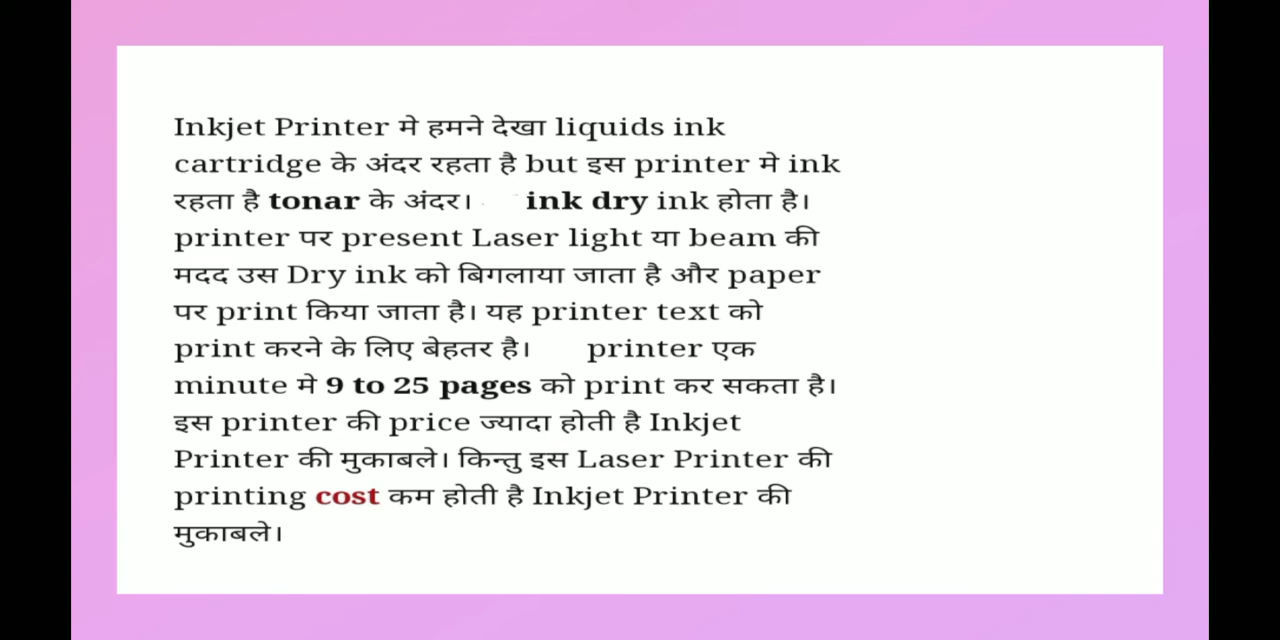 Inkjet Printer मे हमने देखा liquids ink
cartridge के अंदर रहता है but इस printer मे ink
रहता है tonar के अंदर। ink dry ink होता है।
printer पर present Laser light या beam की
मदद उस Dry ink को बिगलाया जाता है और paper
पर print किया जाता है। यह printer text को
print करने के लिए बेहतर है। printer एक
minute मे 9 to 25 pages को print कर सकता है।
इस printer की price ज्यादा होती है Inkjet
Printer की मुकाबले। किन्तु इस Laser Printer की
printing cost कम होती है Inkjet Printer की
मुकाबले।